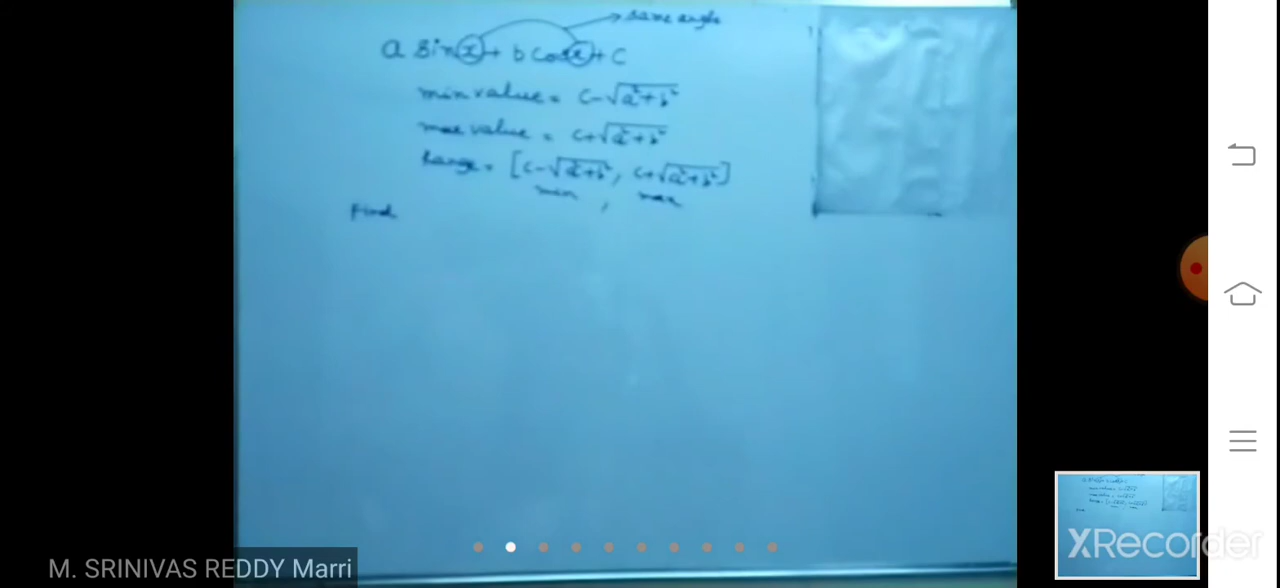 same angle
a sin x + b cos x + c
min value = c-√a²+b²
max value = c+√a²+b²
Range = [c-√a²+b², c+√a²+b²]
min , max
Find
M. SRINIVAS REDDY Marri
XRecorder